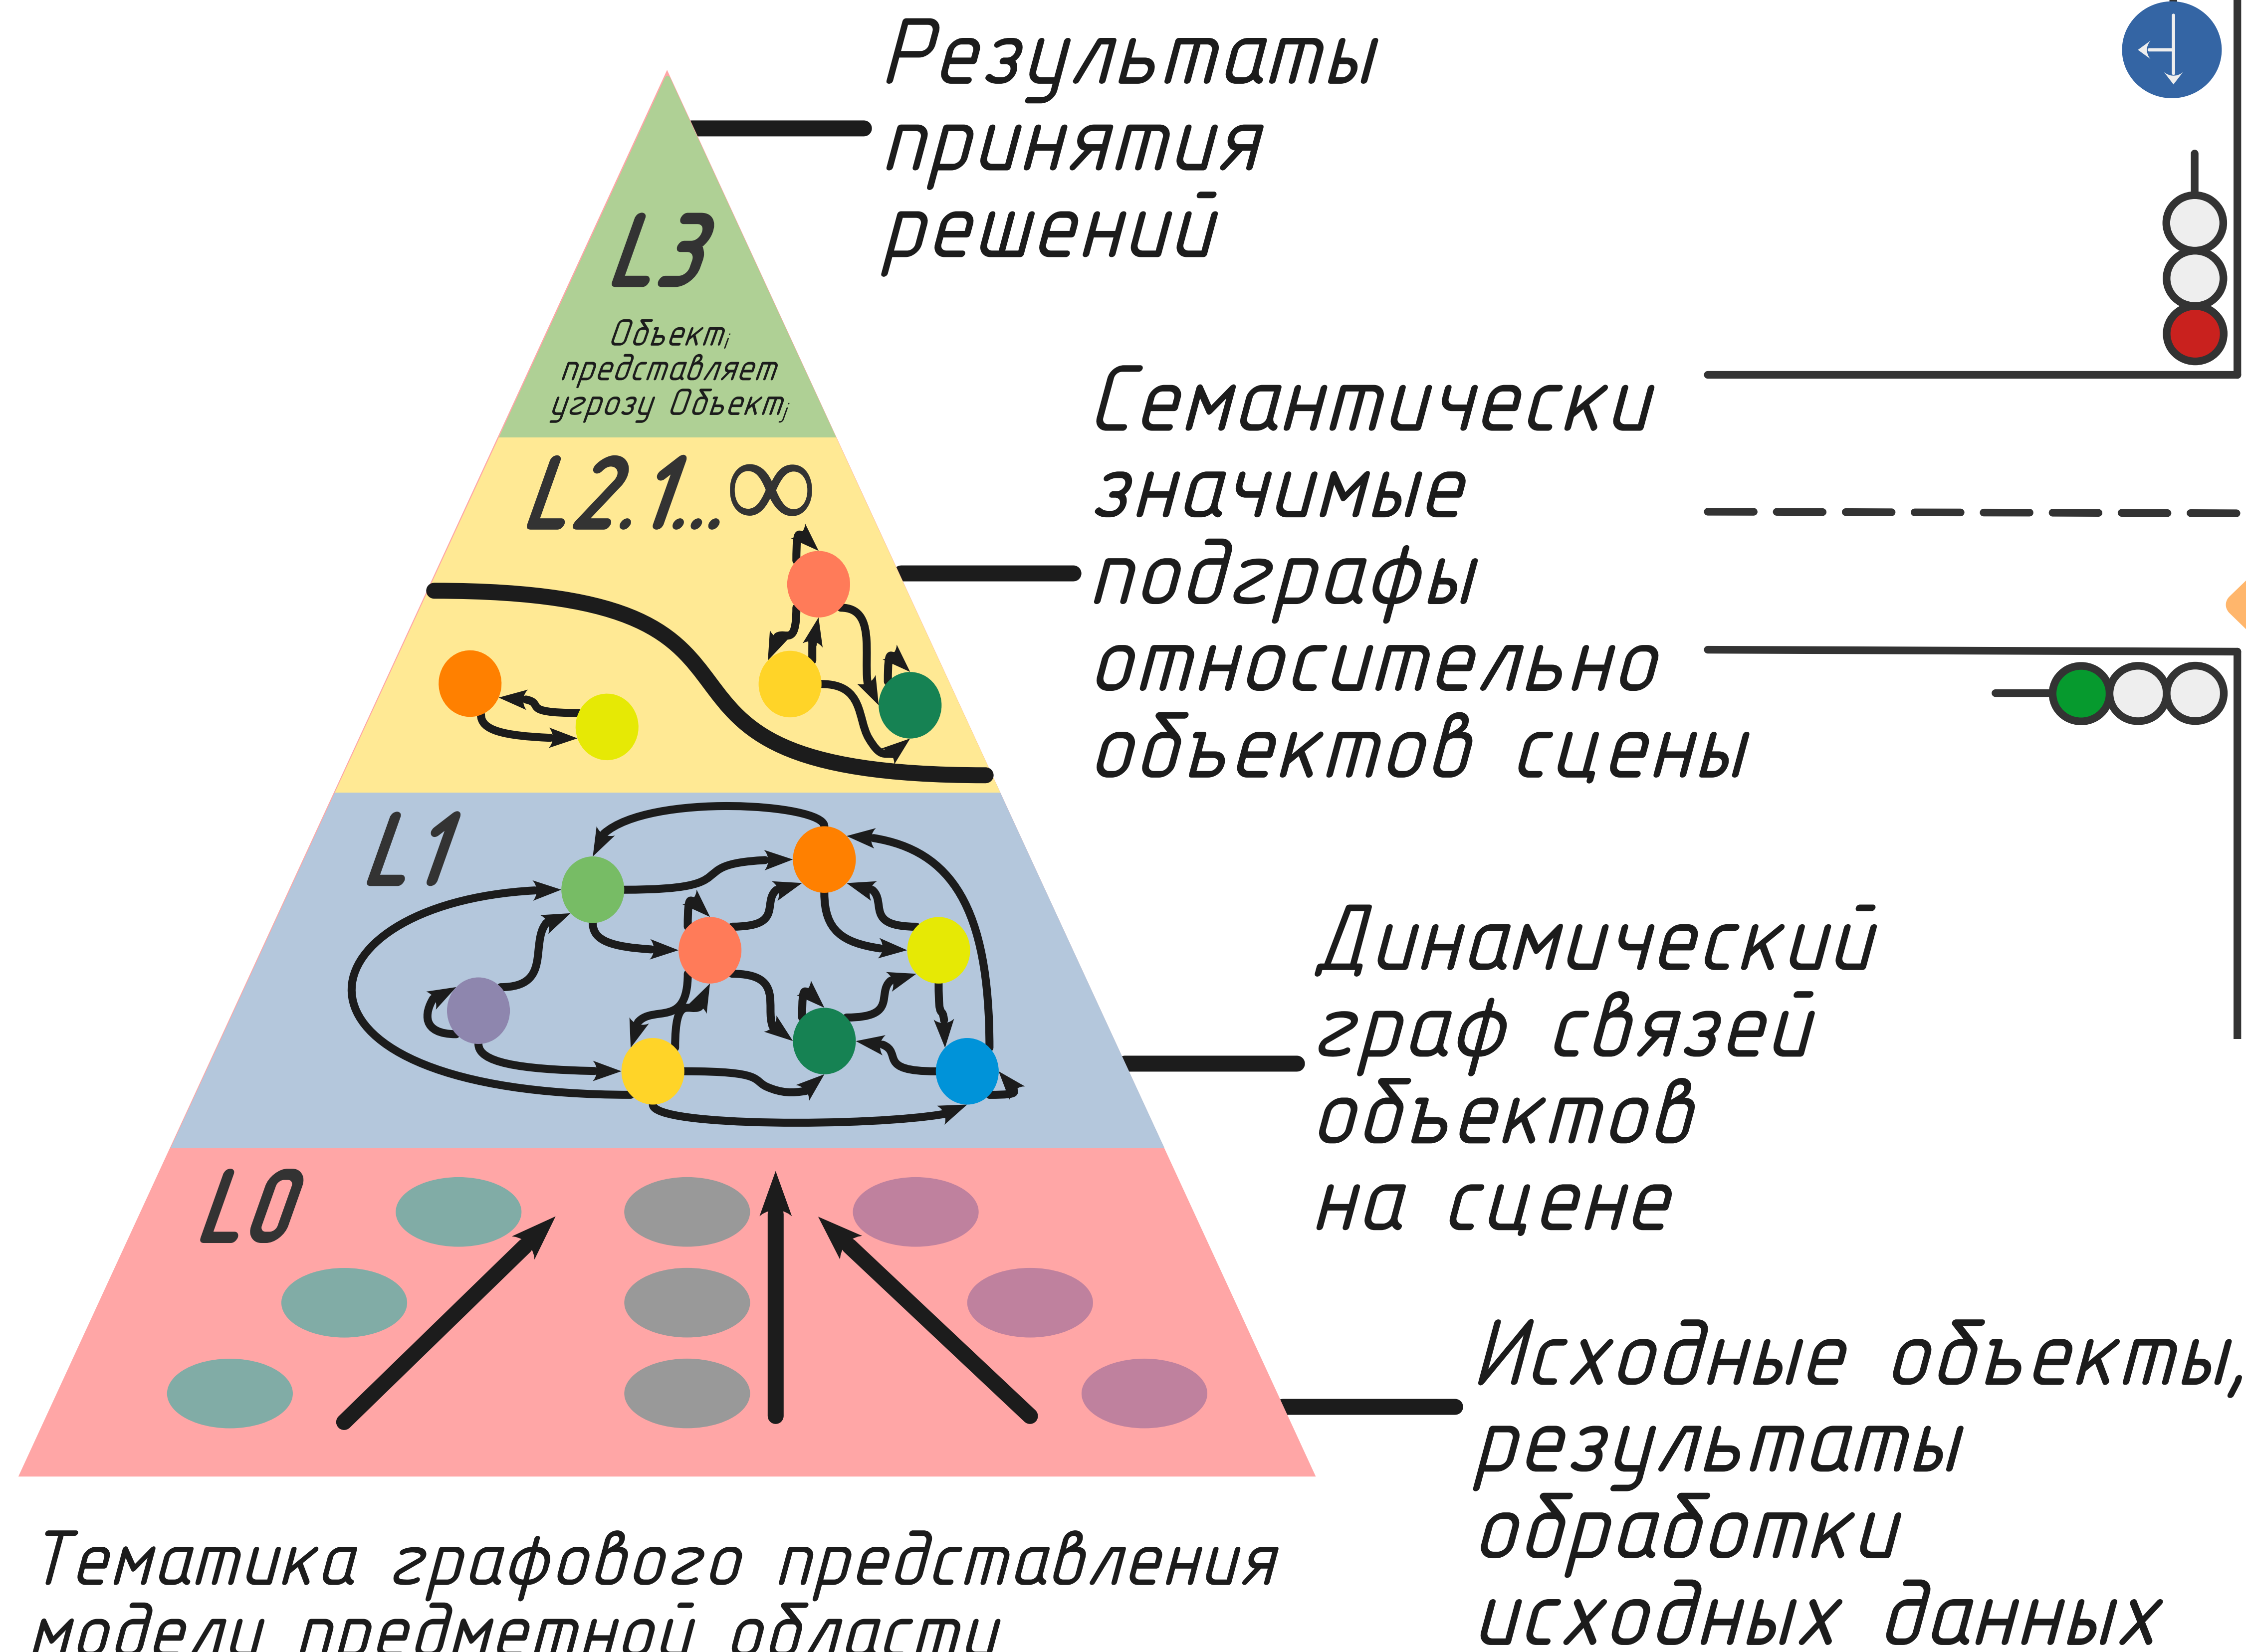 Результаты
принятия
решений
L3
Объектi
представляет
угрозу Объектj
L2.1...∞
Семантически
значимые
подграфы
относительно
объектов сцены
L1
Динамический
граф связей
объектов
на сцене
L0
Исходные объекты,
результаты
обработки
исходных данных
Тематика графового представления
модели предметной области